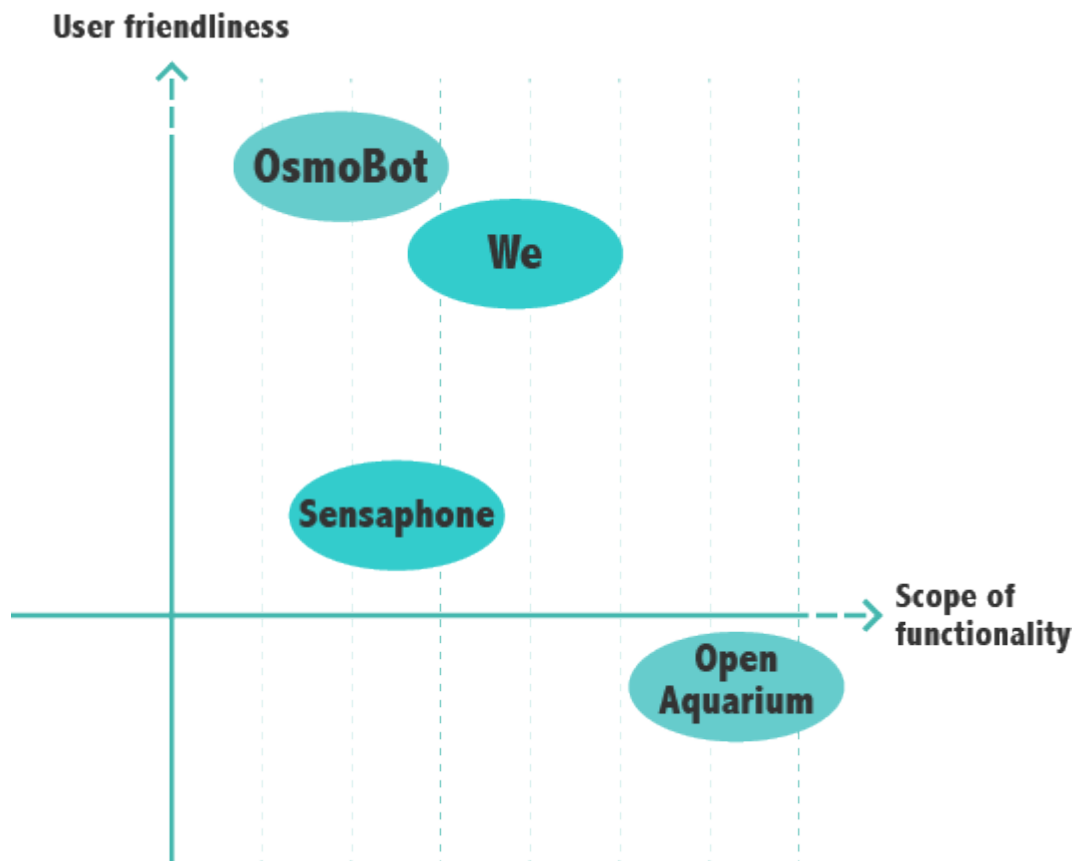 User friendliness
OsmoBot
We
Sensaphone
Scope of
functionality
Open
Aquarium